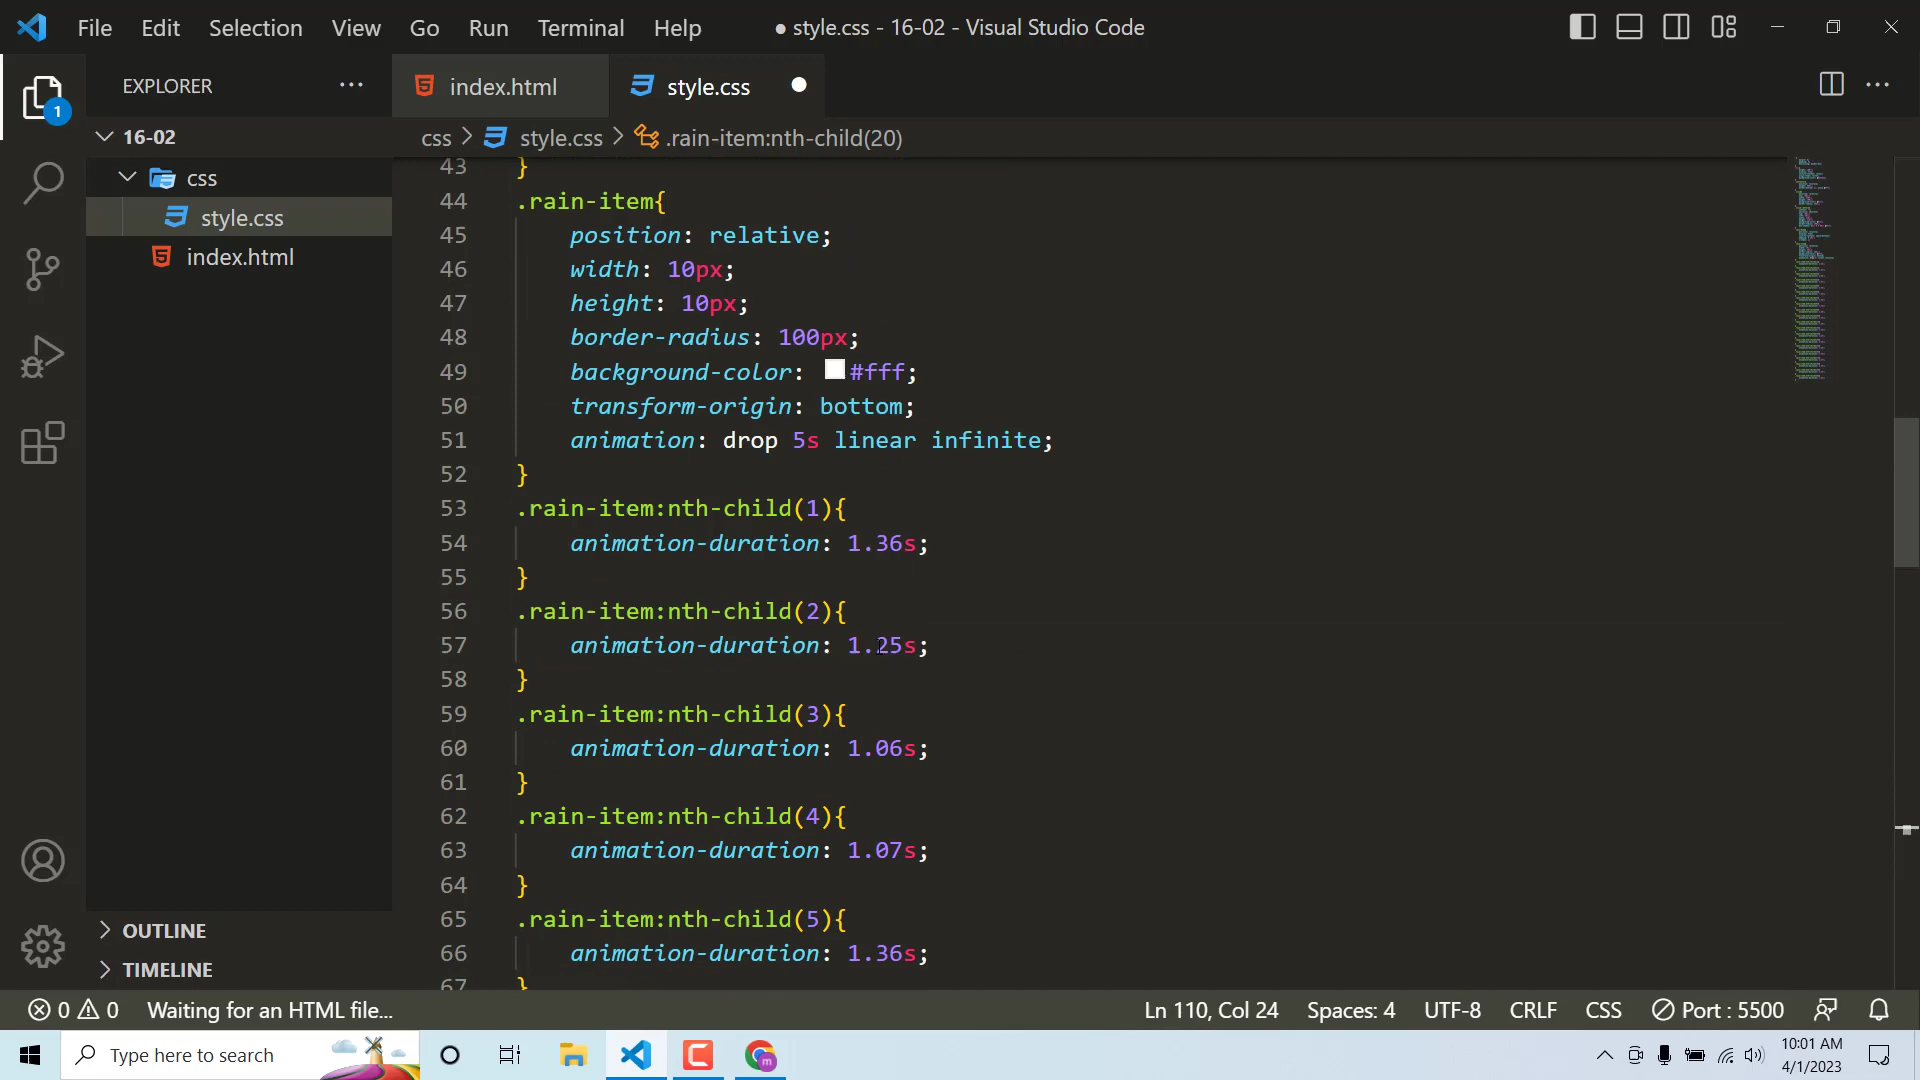 File Edit Selection View Go Run Terminal Help
● style.css - 16-02 - Visual Studio Code
EXPLORER
index.html
style.css
1
16-02
css > style.css > .rain-item:nth-child(20)
css
style.css
index.html
43 }
44 .rain-item{
45 position: relative;
46 width: 10px;
47 height: 10px;
48 border-radius: 100px;
49 background-color: #fff;
50 transform-origin: bottom;
51 animation: drop 5s linear infinite;
52 }
53 .rain-item:nth-child(1){
54 animation-duration: 1.36s;
55 }
56 .rain-item:nth-child(2){
57 animation-duration: 1.25s;
58 }
59 .rain-item:nth-child(3){
60 animation-duration: 1.06s;
61 }
62 .rain-item:nth-child(4){
63 animation-duration: 1.07s;
64 }
65 .rain-item:nth-child(5){
66 animation-duration: 1.36s;
67 }
OUTLINE
TIMELINE
0 0 Waiting for an HTML file...
Ln 110, Col 24 Spaces: 4 UTF-8 CRLF CSS Port : 5500
Type here to search
m
10:01 AM
4/1/2023